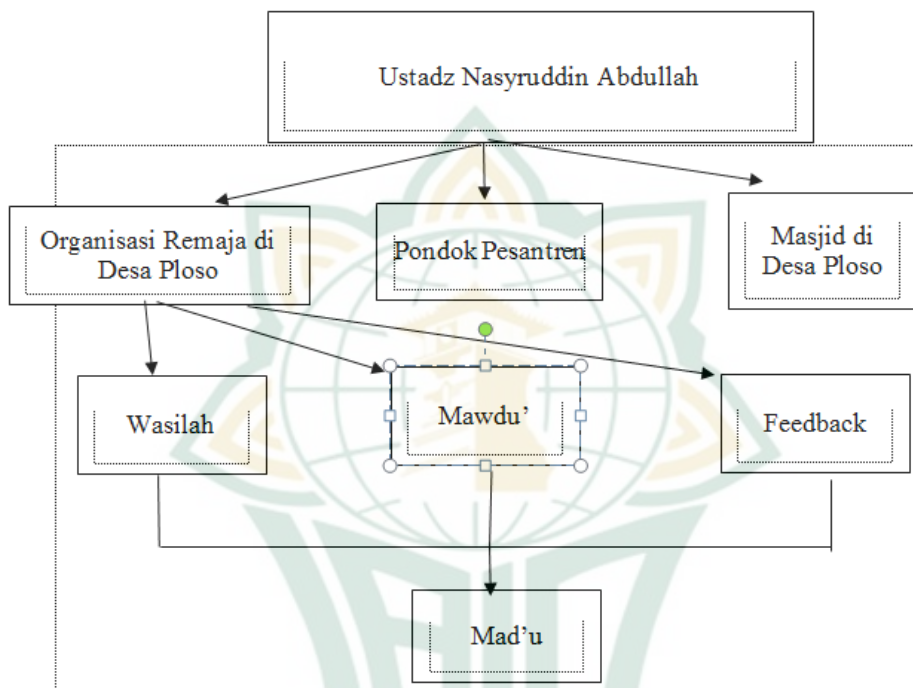 Ustadz Nasyruddin Abdullah
Organisasi Remaja di
Desa Ploso
Pondok Pesantren
Masjid di
Desa Ploso
Wasilah
Mawdu’
Feedback
Mad’u